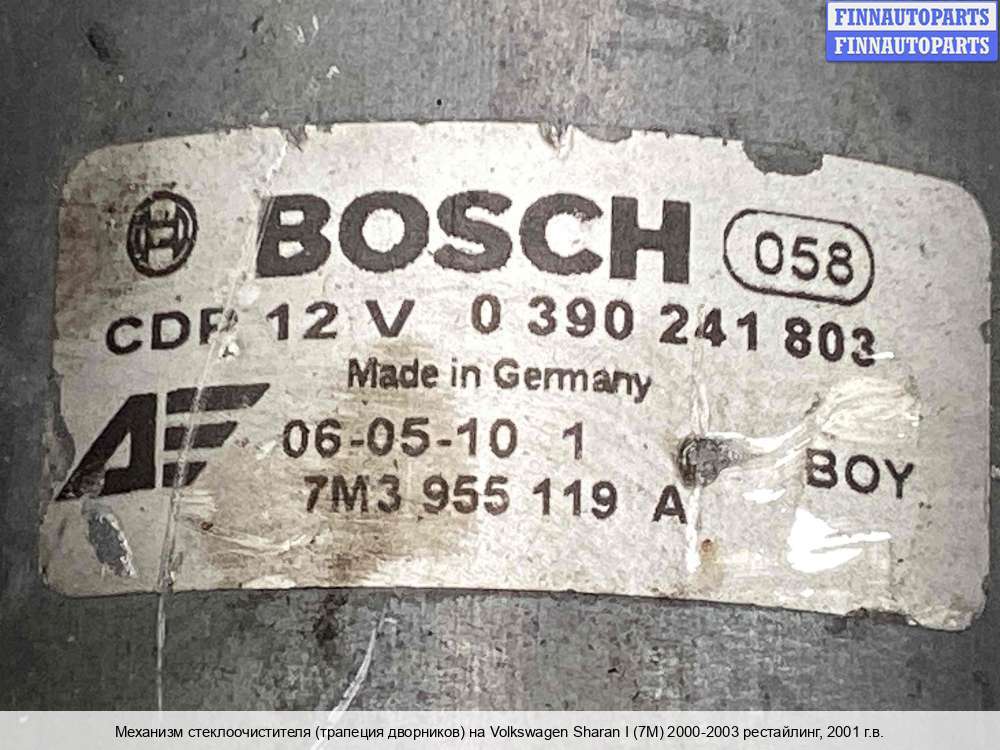 FINNAUTOPARTS
FINNAUTOPARTS
BOSCH 058
CDP 12 V 0 390 241 803
Made in Germany
06-05-10 1
7M3 955 119 A
BOY
Механизм стеклоочистителя (трапеция дворников) на Volkswagen Sharan I (7M) 2000-2003 рестайлинг, 2001 г.в.